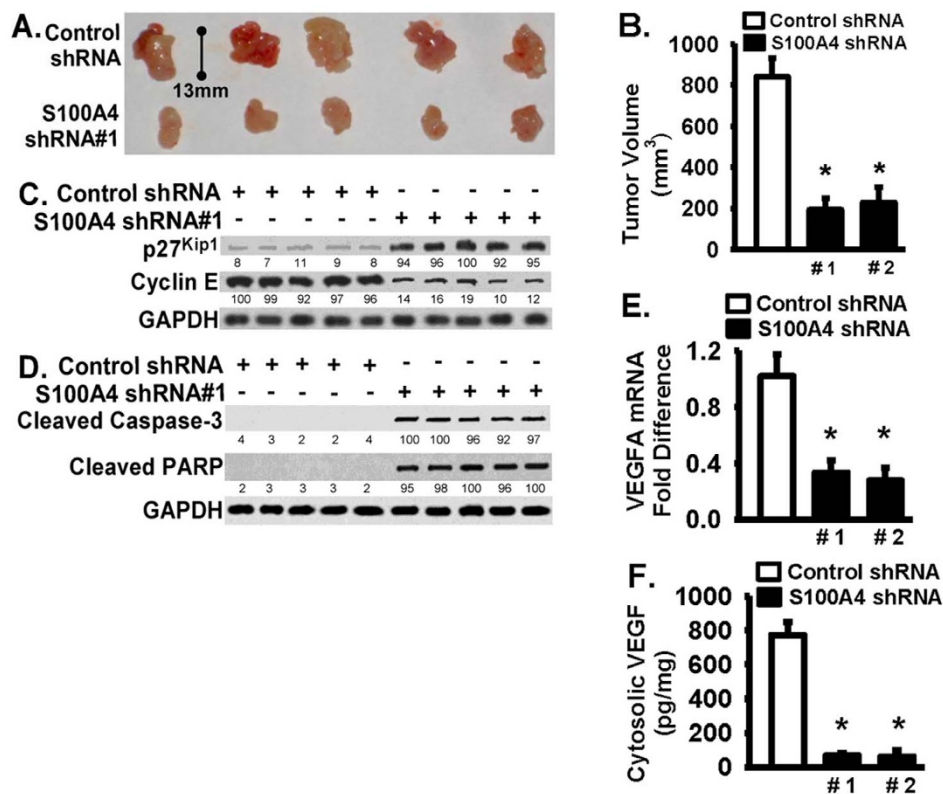 A.
Control
shRNA
13mm
S100A4
shRNA#1
B.
Control shRNA
S100A4 shRNA
Tumor Volume
(mm³)
1000
800
600
400
200
0
* *
#1 #2
C. Control shRNA + + + + + - - - - -
S100A4 shRNA#1 - - - - - + + + + +
p27Kip1
8 7 11 9 8 94 96 100 92 95
Cyclin E
100 99 92 97 96 14 16 19 10 12
GAPDH
D. Control shRNA + + + + + - - - - -
S100A4 shRNA#1 - - - - - + + + + +
Cleaved Caspase-3
4 3 2 2 4 100 100 96 92 97
Cleaved PARP
2 3 3 3 2 95 98 100 96 100
GAPDH
E.
Control shRNA
S100A4 shRNA
VEGFA mRNA
Fold Difference
1.2
0.8
0.4
0.0
* *
#1 #2
F.
Control shRNA
S100A4 shRNA
Cytosolic VEGF
(pg/mg)
1000
800
600
400
200
0
* *
#1 #2